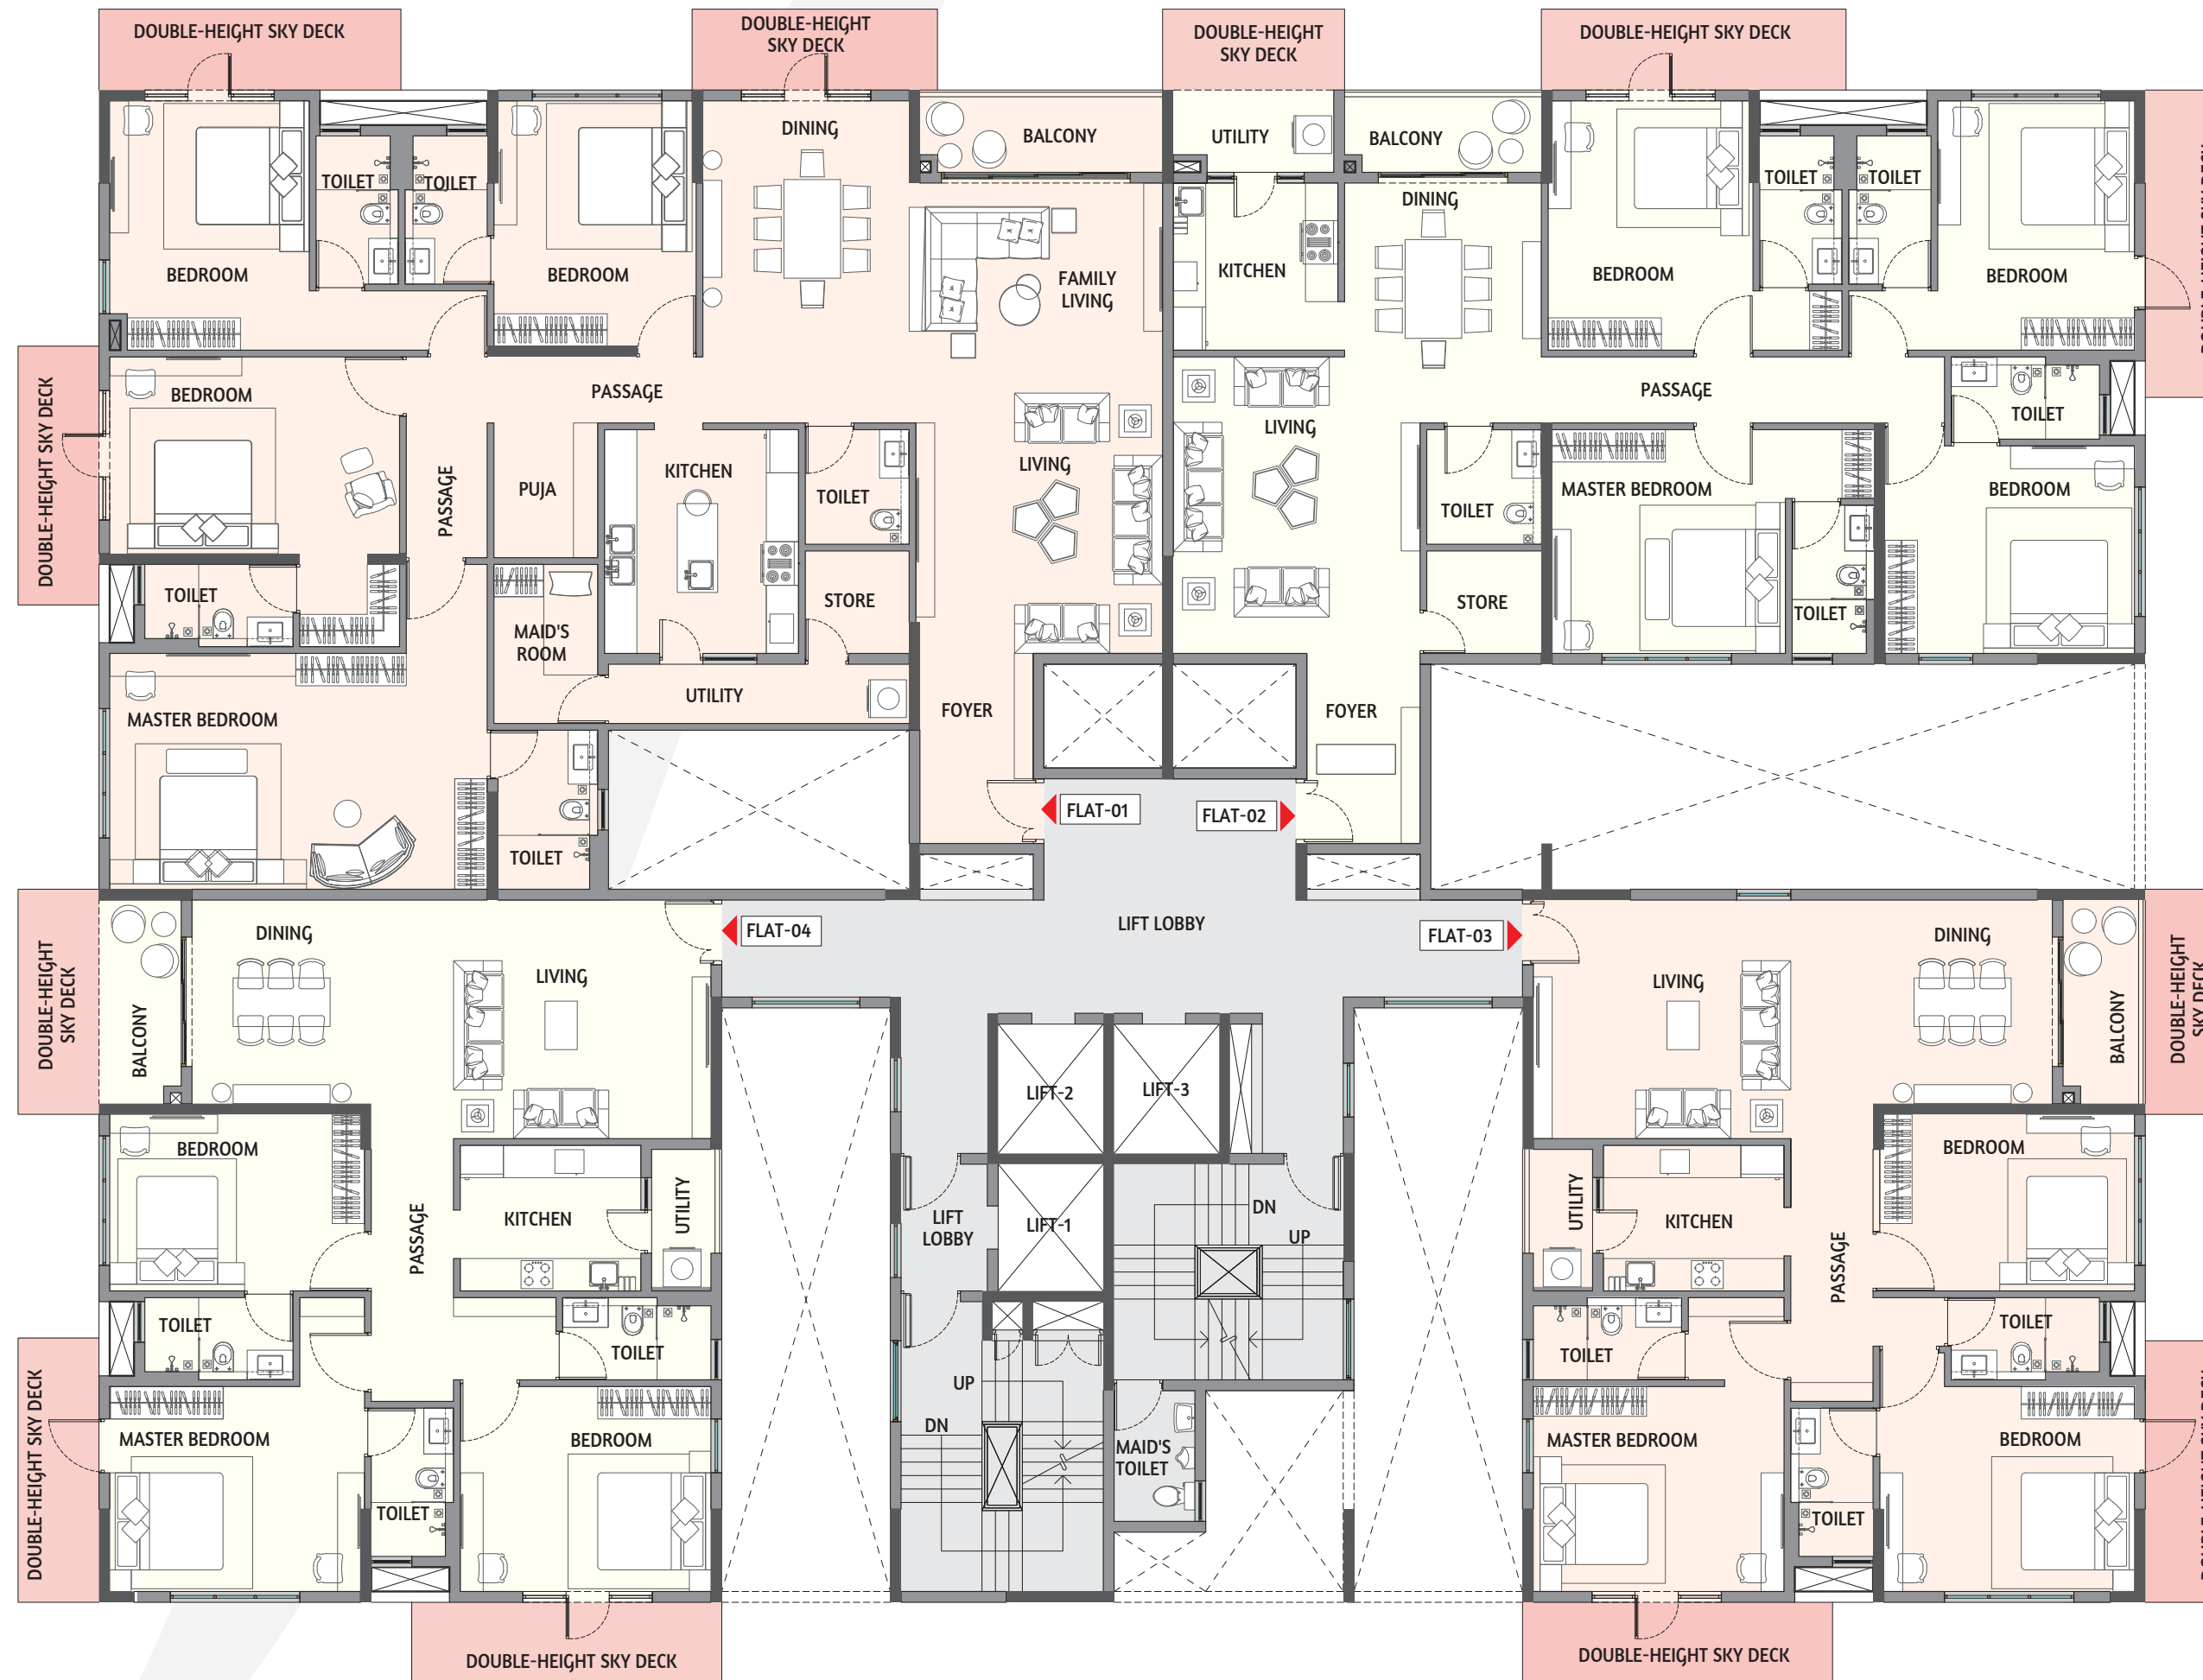 DOUBLE-HEIGHT SKY DECK
DOUBLE-HEIGHT
SKY DECK
DOUBLE-HEIGHT
SKY DECK
DOUBLE-HEIGHT SKY DECK
DINING
BALCONY
UTILITY
BALCONY
TOILET
TOILET
TOILET
TOILET
DINING
BEDROOM
BEDROOM
FAMILY
LIVING
KITCHEN
BEDROOM
BEDROOM
DOUBLE-HEIGHT SKY DECK
BEDROOM
PASSAGE
PASSAGE
TOILET
LIVING
LIVING
PASSAGE
PUJA
KITCHEN
TOILET
TOILET
MASTER BEDROOM
BEDROOM
TOILET
MAID'S
ROOM
STORE
STORE
TOILET
UTILITY
MASTER BEDROOM
FOYER
FOYER
FLAT-01
FLAT-02
TOILET
DOUBLE-HEIGHT
SKY DECK
BALCONY
DINING
LIVING
FLAT-04
LIFT LOBBY
FLAT-03
LIVING
DINING
BALCONY
DOUBLE-HEIGHT
SKY DECK
LIFT-2
LIFT-3
BEDROOM
BEDROOM
PASSAGE
KITCHEN
UTILITY
LIFT
LOBBY
LIFT-1
DN
UP
UTILITY
KITCHEN
PASSAGE
TOILET
TOILET
TOILET
TOILET
DOUBLE-HEIGHT SKY DECK
UP
DN
MASTER BEDROOM
BEDROOM
MAID'S
TOILET
MASTER BEDROOM
BEDROOM
TOILET
TOILET
DOUBLE-HEIGHT SKY DECK
DOUBLE-HEIGHT SKY DECK